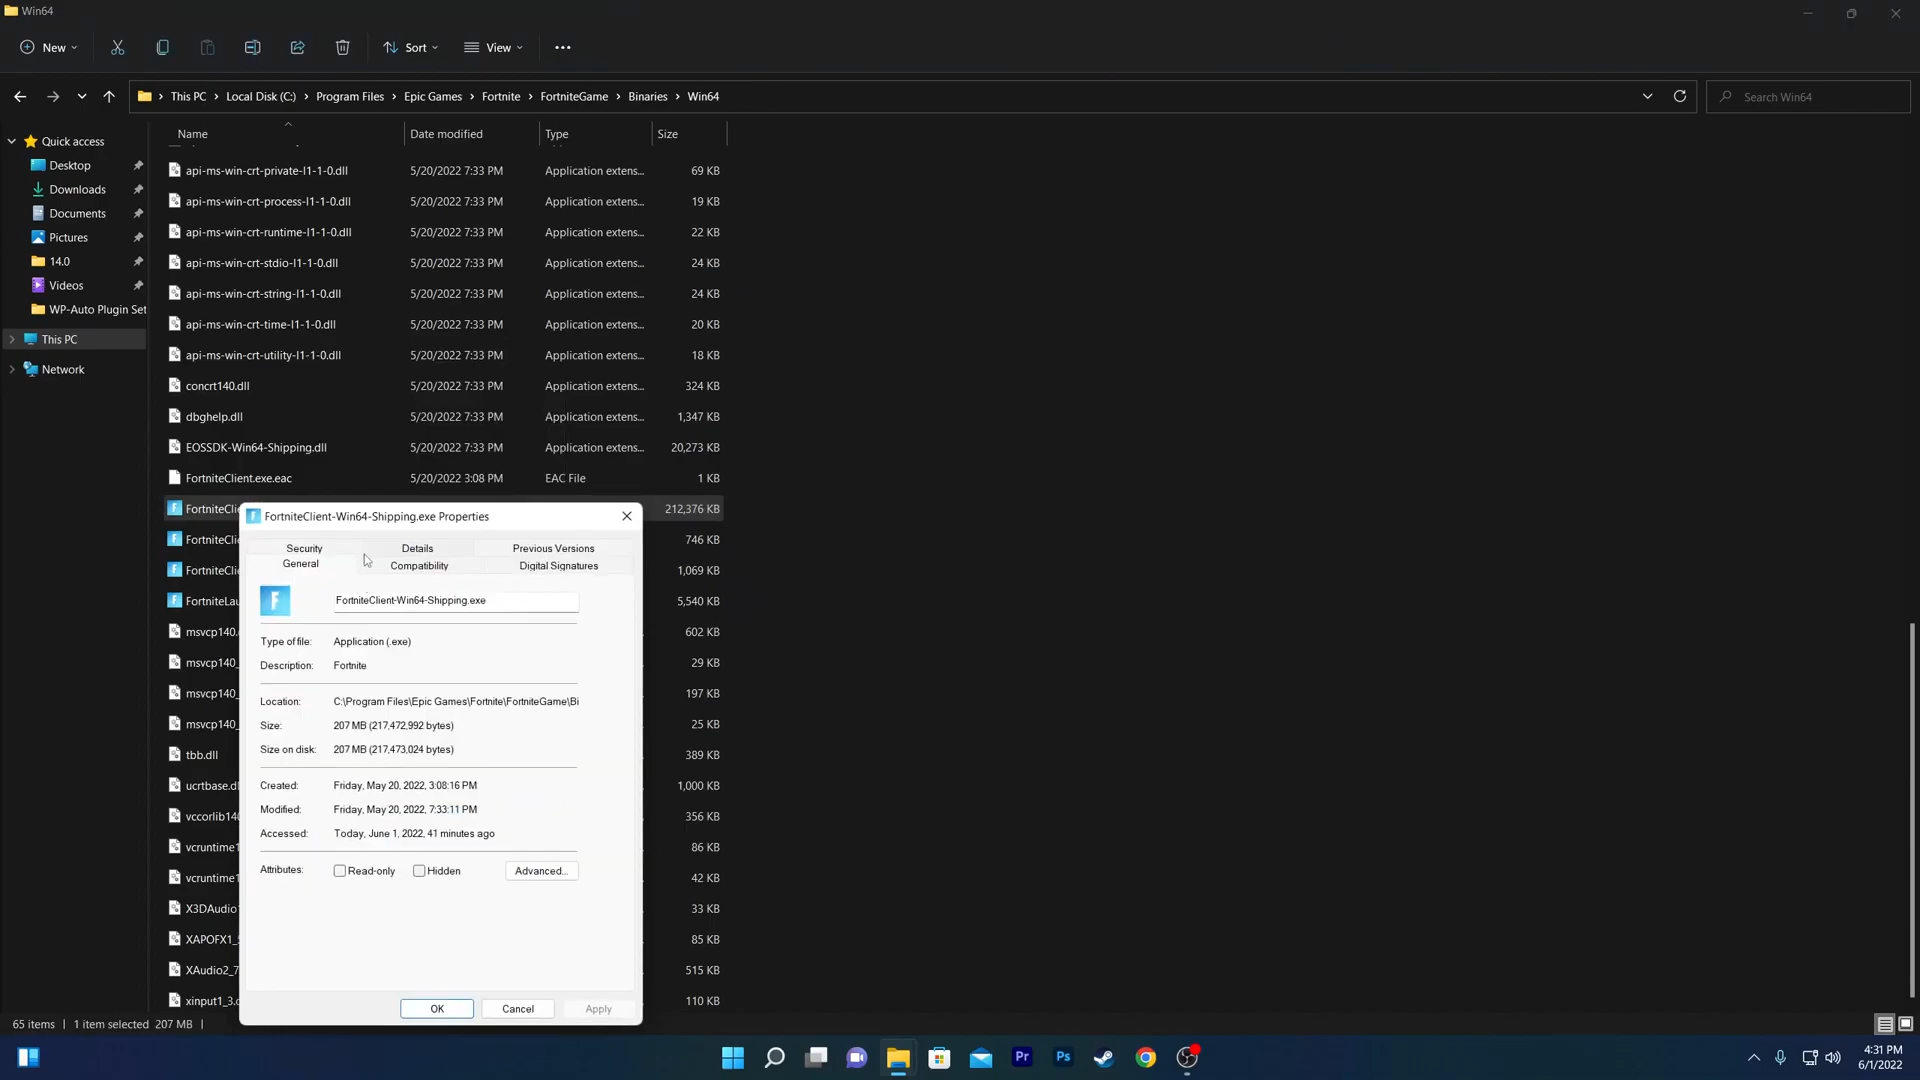 Win64
New
Sort
View
This PC > Local Disk (C:) > Program Files > Epic Games > Fortnite > FortniteGame > Binaries > Win64
Search Win64
Name Date modified Type Size
Quick access
Desktop
Downloads
Documents
Pictures
14.0
Videos
WP-Auto Plugin Set
This PC
Network
api-ms-win-crt-private-l1-1-0.dll 5/20/2022 7:33 PM Application extens... 69 KB
api-ms-win-crt-process-l1-1-0.dll 5/20/2022 7:33 PM Application extens... 19 KB
api-ms-win-crt-runtime-l1-1-0.dll 5/20/2022 7:33 PM Application extens... 22 KB
api-ms-win-crt-stdio-l1-1-0.dll 5/20/2022 7:33 PM Application extens... 24 KB
api-ms-win-crt-string-l1-1-0.dll 5/20/2022 7:33 PM Application extens... 24 KB
api-ms-win-crt-time-l1-1-0.dll 5/20/2022 7:33 PM Application extens... 20 KB
api-ms-win-crt-utility-l1-1-0.dll 5/20/2022 7:33 PM Application extens... 18 KB
concrt140.dll 5/20/2022 7:33 PM Application extens... 324 KB
dbghelp.dll 5/20/2022 7:33 PM Application extens... 1,347 KB
EOSSDK-Win64-Shipping.dll 5/20/2022 7:33 PM Application extens... 20,273 KB
FortniteClient.exe.eac 5/20/2022 3:08 PM EAC File 1 KB
FortniteClie 212,376 KB
FortniteClie 746 KB
FortniteClie 1,069 KB
FortniteLau 5,540 KB
msvcp140. 602 KB
msvcp140_ 29 KB
msvcp140_ 197 KB
msvcp140_ 25 KB
tbb.dll 389 KB
ucrtbase.dl 1,000 KB
vccorlib140 356 KB
vcruntime1 86 KB
vcruntime1 42 KB
X3DAudio1 33 KB
XAPOFX1_5 85 KB
XAudio2_7 515 KB
xinput1_3.d 110 KB
FortniteClient-Win64-Shipping.exe Properties
Security Details Previous Versions
General Compatibility Digital Signatures
F FortniteClient-Win64-Shipping.exe
Type of file: Application (.exe)
Description: Fortnite
Location: C:\Program Files\Epic Games\Fortnite\FortniteGame\Bi
Size: 207 MB (217,472,992 bytes)
Size on disk: 207 MB (217,473,024 bytes)
Created: Friday, May 20, 2022, 3:08:16 PM
Modified: Friday, May 20, 2022, 7:33:11 PM
Accessed: Today, June 1, 2022, 41 minutes ago
Attributes: Read-only Hidden Advanced...
OK Cancel Apply
65 items | 1 item selected 207 MB |
Pr Ps
4:31 PM
6/1/2022